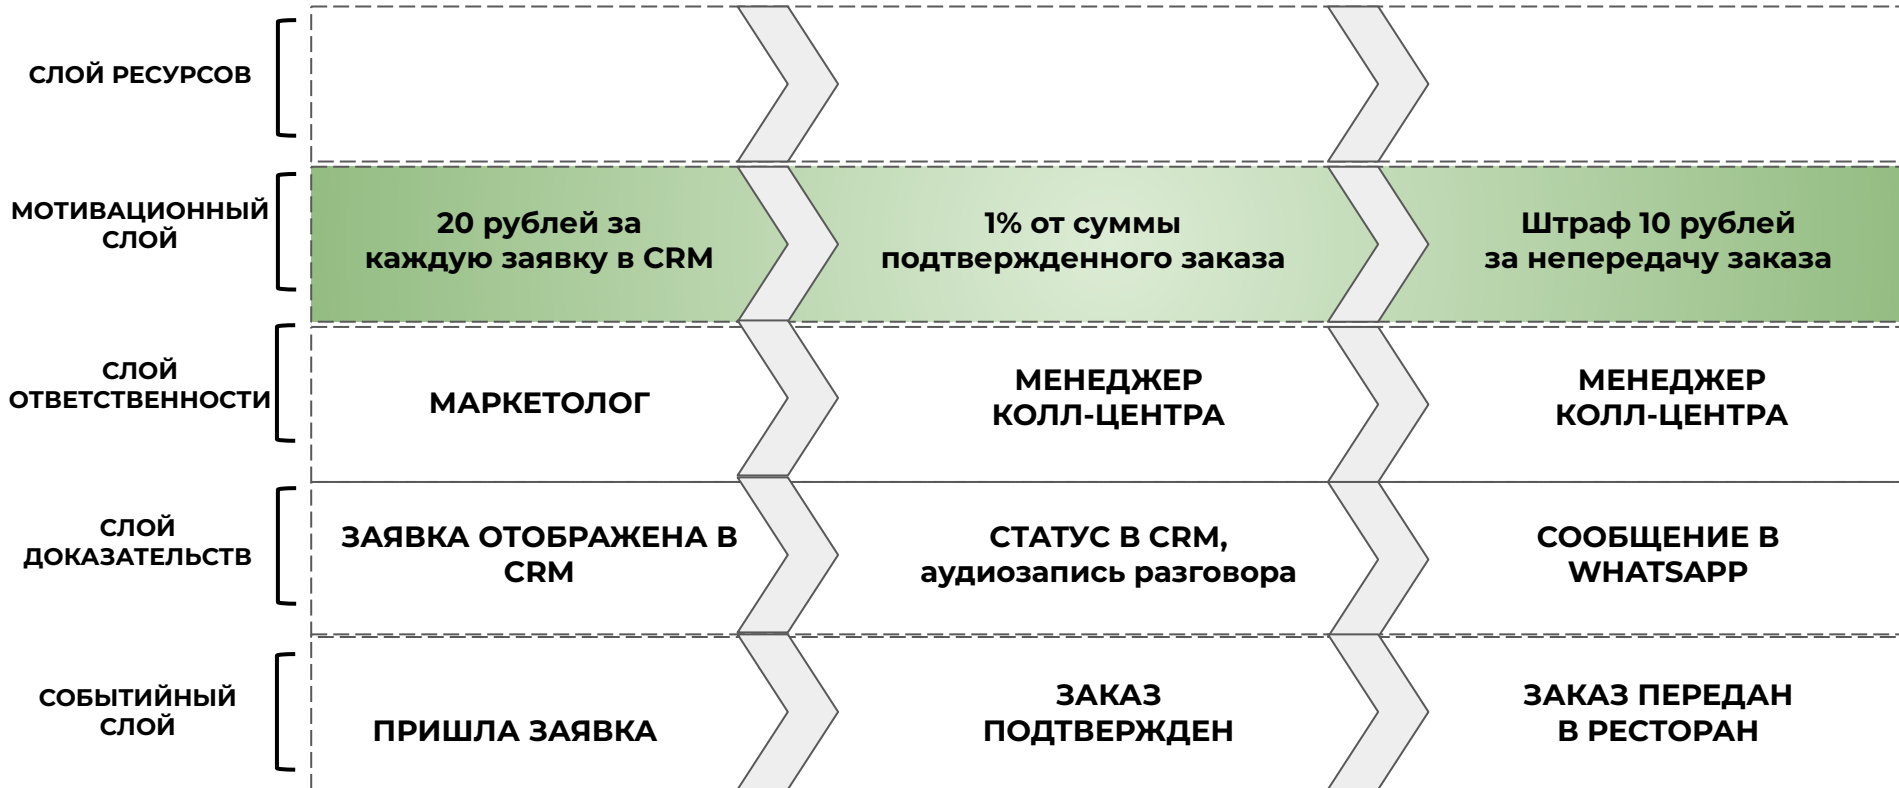 СЛОЙ РЕСУРСОВ
МОТИВАЦИОННЫЙ
СЛОЙ
20 рублей за
каждую заявку в CRM
1% от суммы
подтвержденного заказа
Штраф 10 рублей
за непередачу заказа
СЛОЙ
ОТВЕТСТВЕННОСТИ
МАРКЕТОЛОГ
МЕНЕДЖЕР
КОЛЛ-ЦЕНТРА
МЕНЕДЖЕР
КОЛЛ-ЦЕНТРА
СЛОЙ
ДОКАЗАТЕЛЬСТВ
ЗАЯВКА ОТОБРАЖЕНА В
CRM
СТАТУС В CRM,
аудиозапись разговора
СООБЩЕНИЕ В
WHATSAPP
СОБЫТИЙНЫЙ
СЛОЙ
ПРИШЛА ЗАЯВКА
ЗАКАЗ
ПОДТВЕРЖДЕН
ЗАКАЗ ПЕРЕДАН
В РЕСТОРАН